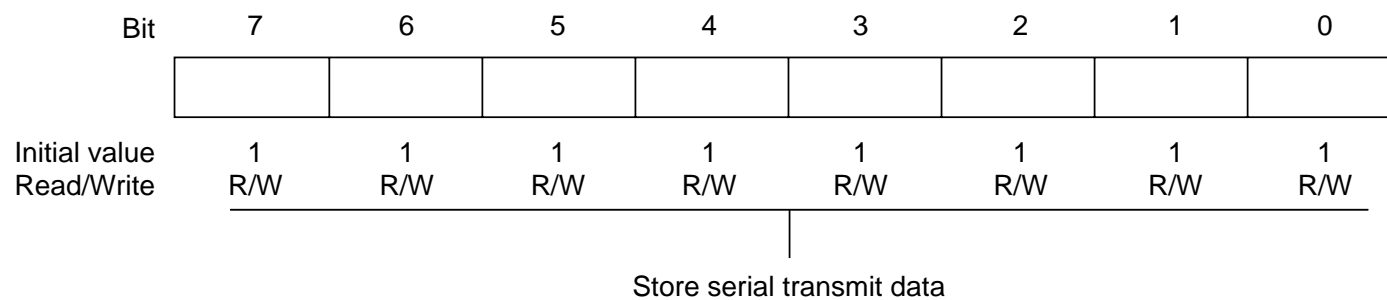 Bit 7 6 5 4 3 2 1 0
Initial value 1 1 1 1 1 1 1 1
Read/Write R/W R/W R/W R/W R/W R/W R/W R/W
Store serial transmit data